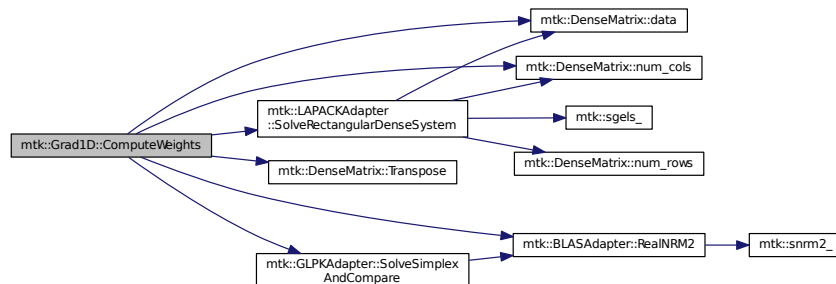 mtk::DenseMatrix::data
mtk::DenseMatrix::num_cols
mtk::LAPACKAdapter
::SolveRectangularDenseSystem
mtk::sgels_
mtk::Grad1D::ComputeWeights
mtk::DenseMatrix::num_rows
mtk::DenseMatrix::Transpose
mtk::BLASAdapter::RealNRM2
mtk::snrm2_
mtk::GLPKAdapter::SolveSimplex
AndCompare